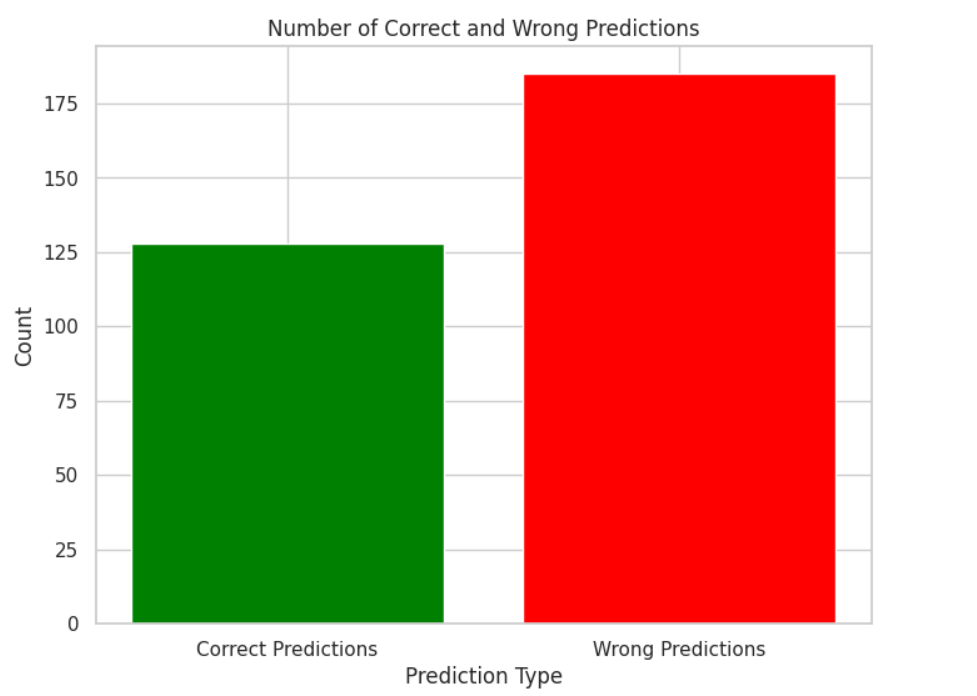 Number of Correct and Wrong Predictions
175
150
125
100
75
50
25
0
Count
Correct Predictions
Wrong Predictions
Prediction Type